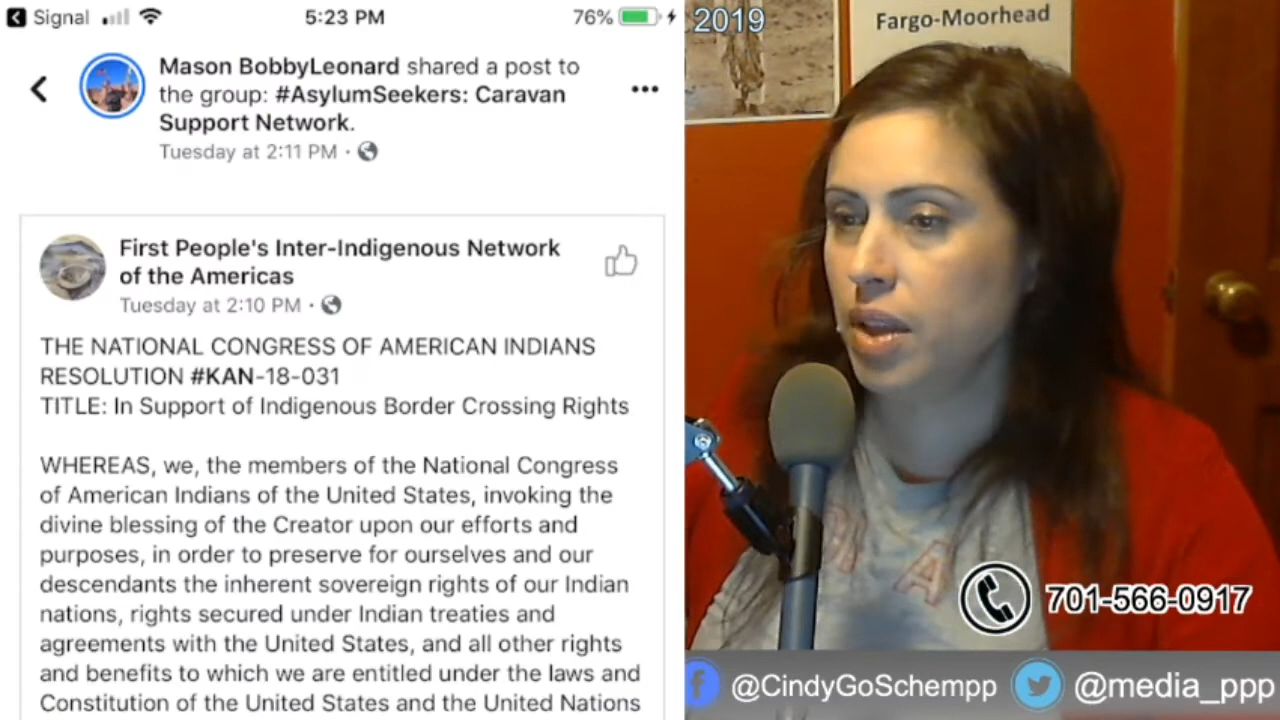 Signal
5:23 PM
76%
Mason BobbyLeonard shared a post to
the group: #AsylumSeekers: Caravan
Support Network.
Tuesday at 2:11 PM ·
First People's Inter-Indigenous Network
of the Americas
Tuesday at 2:10 PM ·
THE NATIONAL CONGRESS OF AMERICAN INDIANS
RESOLUTION #KAN-18-031
TITLE: In Support of Indigenous Border Crossing Rights
WHEREAS, we, the members of the National Congress
of American Indians of the United States, invoking the
divine blessing of the Creator upon our efforts and
purposes, in order to preserve for ourselves and our
descendants the inherent sovereign rights of our Indian
nations, rights secured under Indian treaties and
agreements with the United States, and all other rights
and benefits to which we are entitled under the laws and
Constitution of the United States and the United Nations
2019
Fargo-Moorhead
701-566-0917
@CindyGoSchempp
@media_ppp